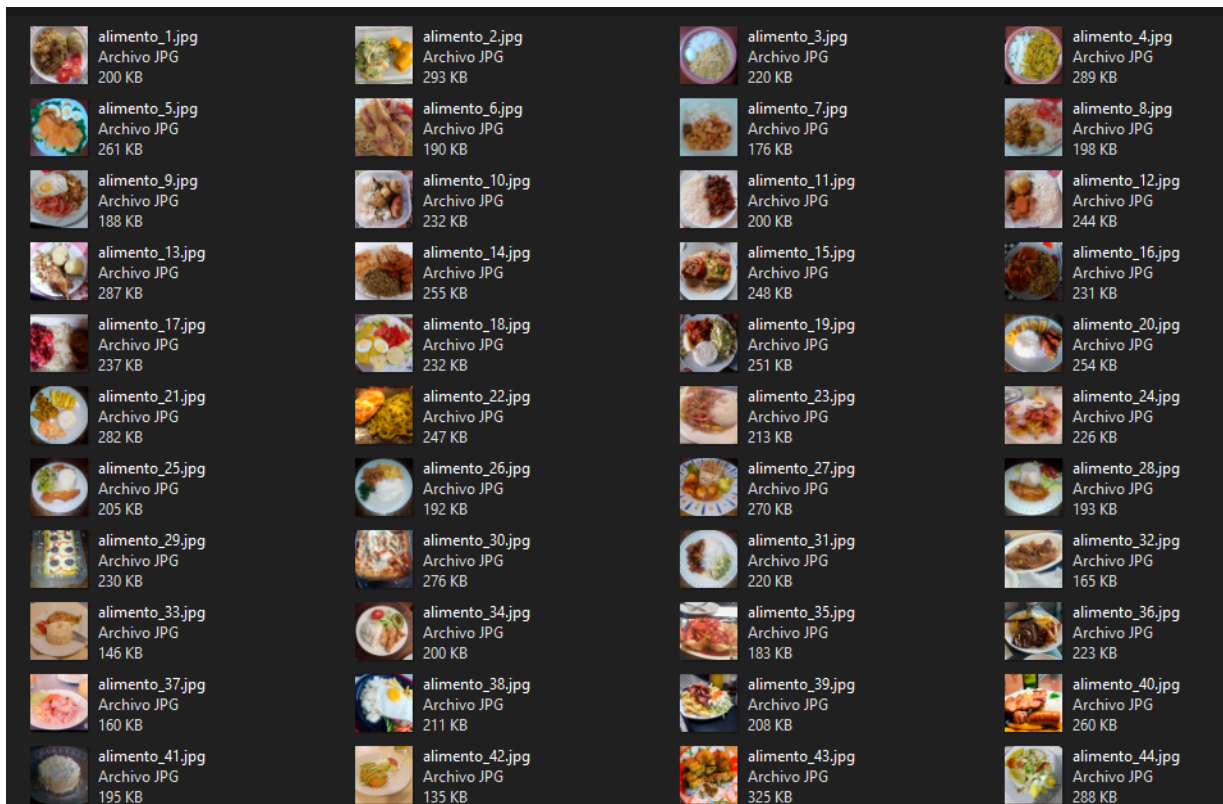 alimento_1.jpg
Archivo JPG
200 KB
alimento_2.jpg
Archivo JPG
293 KB
alimento_3.jpg
Archivo JPG
220 KB
alimento_4.jpg
Archivo JPG
289 KB
alimento_5.jpg
Archivo JPG
261 KB
alimento_6.jpg
Archivo JPG
190 KB
alimento_7.jpg
Archivo JPG
176 KB
alimento_8.jpg
Archivo JPG
198 KB
alimento_9.jpg
Archivo JPG
188 KB
alimento_10.jpg
Archivo JPG
232 KB
alimento_11.jpg
Archivo JPG
200 KB
alimento_12.jpg
Archivo JPG
244 KB
alimento_13.jpg
Archivo JPG
287 KB
alimento_14.jpg
Archivo JPG
255 KB
alimento_15.jpg
Archivo JPG
248 KB
alimento_16.jpg
Archivo JPG
231 KB
alimento_17.jpg
Archivo JPG
237 KB
alimento_18.jpg
Archivo JPG
232 KB
alimento_19.jpg
Archivo JPG
251 KB
alimento_20.jpg
Archivo JPG
254 KB
alimento_21.jpg
Archivo JPG
282 KB
alimento_22.jpg
Archivo JPG
247 KB
alimento_23.jpg
Archivo JPG
213 KB
alimento_24.jpg
Archivo JPG
226 KB
alimento_25.jpg
Archivo JPG
205 KB
alimento_26.jpg
Archivo JPG
192 KB
alimento_27.jpg
Archivo JPG
270 KB
alimento_28.jpg
Archivo JPG
193 KB
alimento_29.jpg
Archivo JPG
230 KB
alimento_30.jpg
Archivo JPG
276 KB
alimento_31.jpg
Archivo JPG
220 KB
alimento_32.jpg
Archivo JPG
165 KB
alimento_33.jpg
Archivo JPG
146 KB
alimento_34.jpg
Archivo JPG
200 KB
alimento_35.jpg
Archivo JPG
183 KB
alimento_36.jpg
Archivo JPG
223 KB
alimento_37.jpg
Archivo JPG
160 KB
alimento_38.jpg
Archivo JPG
211 KB
alimento_39.jpg
Archivo JPG
208 KB
alimento_40.jpg
Archivo JPG
260 KB
alimento_41.jpg
Archivo JPG
195 KB
alimento_42.jpg
Archivo JPG
135 KB
alimento_43.jpg
Archivo JPG
325 KB
alimento_44.jpg
Archivo JPG
288 KB